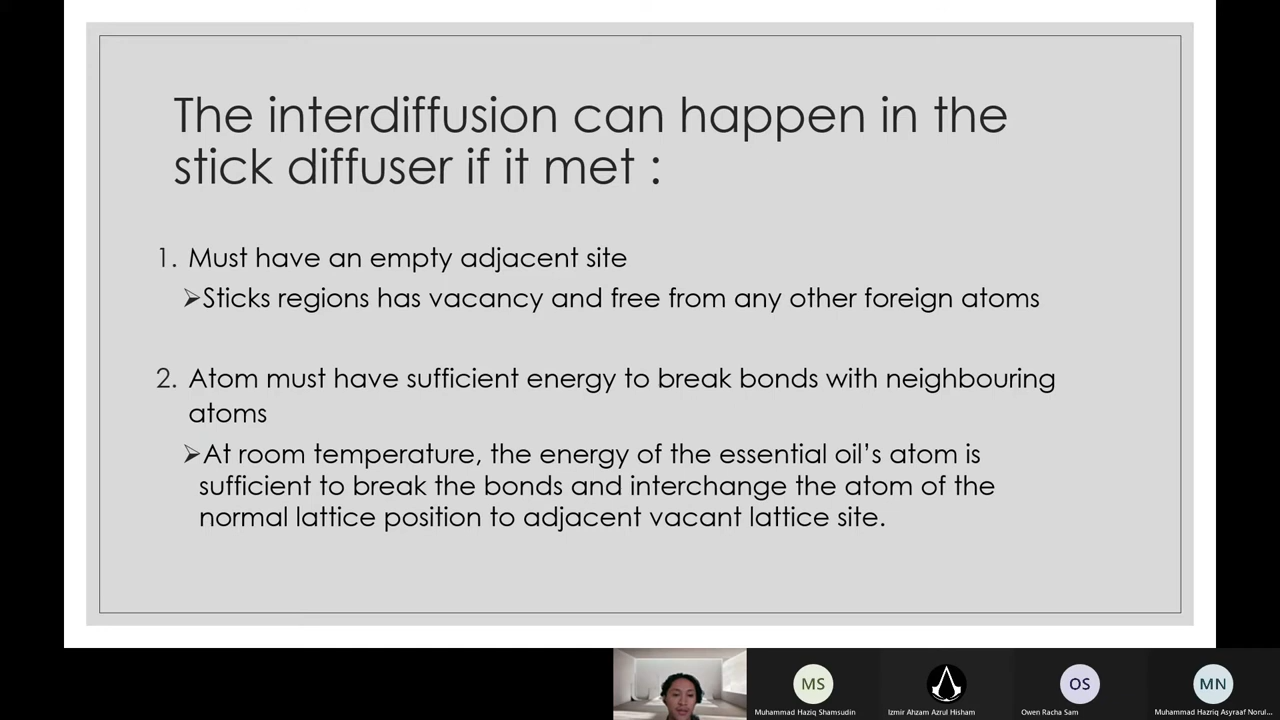 The interdiffusion can happen in the
stick diffuser if it met :
1. Must have an empty adjacent site
➢Sticks regions has vacancy and free from any other foreign atoms
2. Atom must have sufficient energy to break bonds with neighbouring
atoms
➢At room temperature, the energy of the essential oil’s atom is
sufficient to break the bonds and interchange the atom of the
normal lattice position to adjacent vacant lattice site.
MS
OS
MN
Muhammad Haziq Shamsudin
Izmir Ahzam Azrul Hisham
Owen Racha Sam
Muhammad Hazriq Asyraaf Norul...